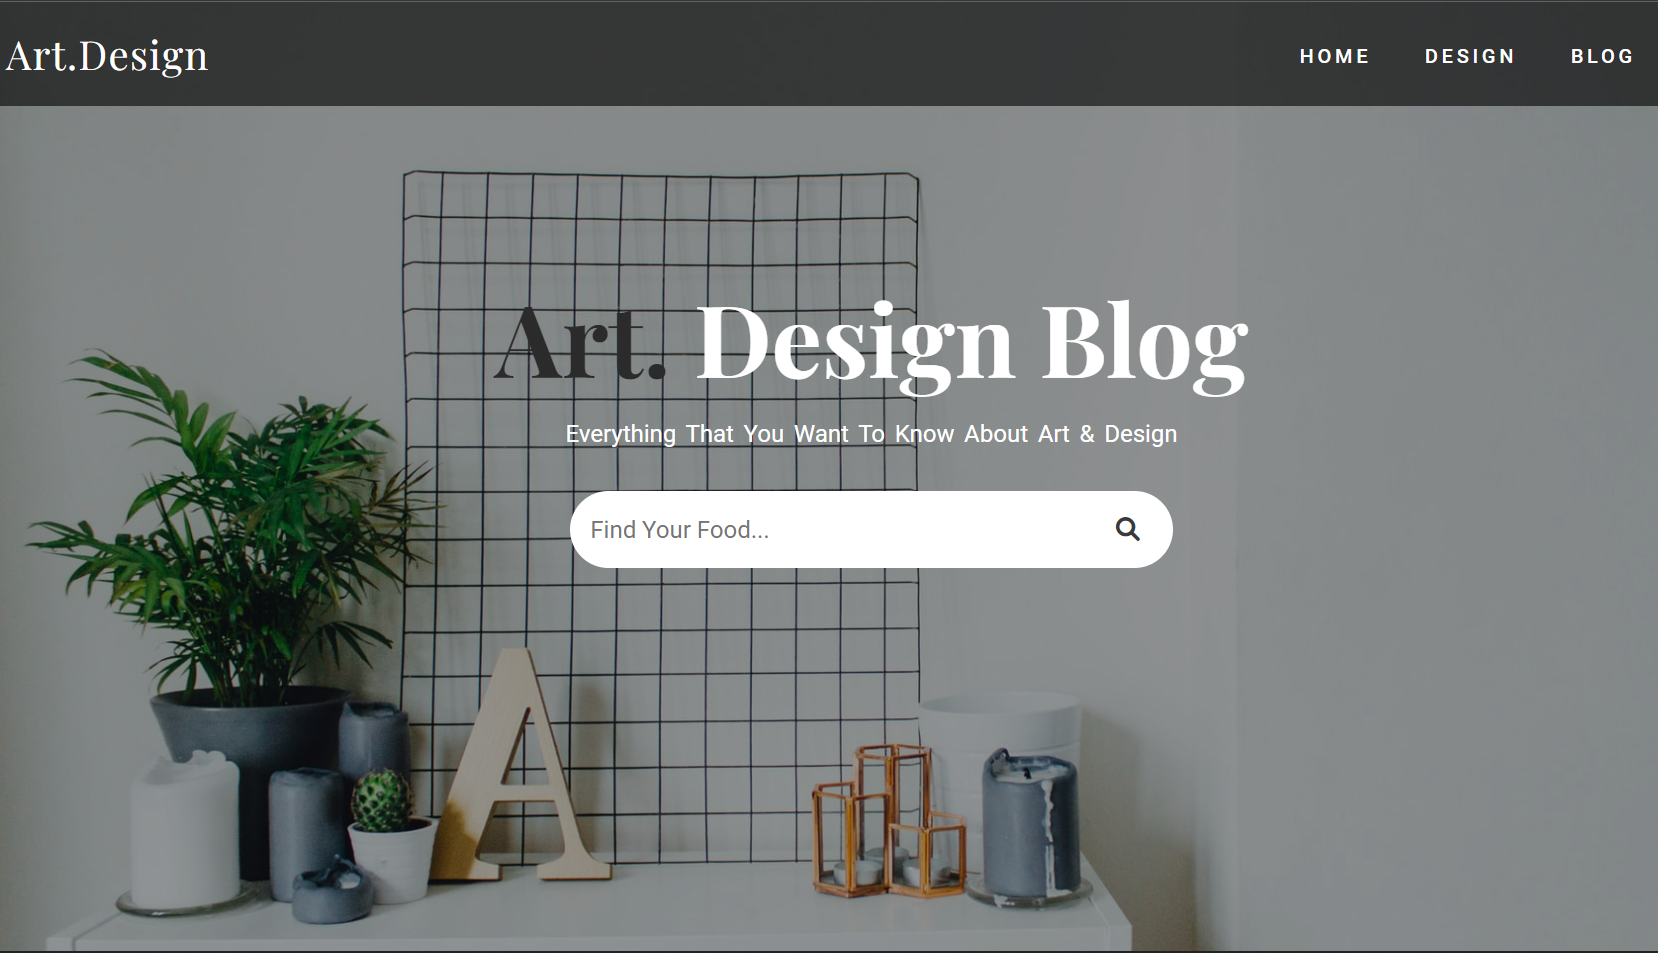 Art.Design
HOME DESIGN BLOG
Art. Design Blog
Everything That You Want To Know About Art & Design
Find Your Food...
A